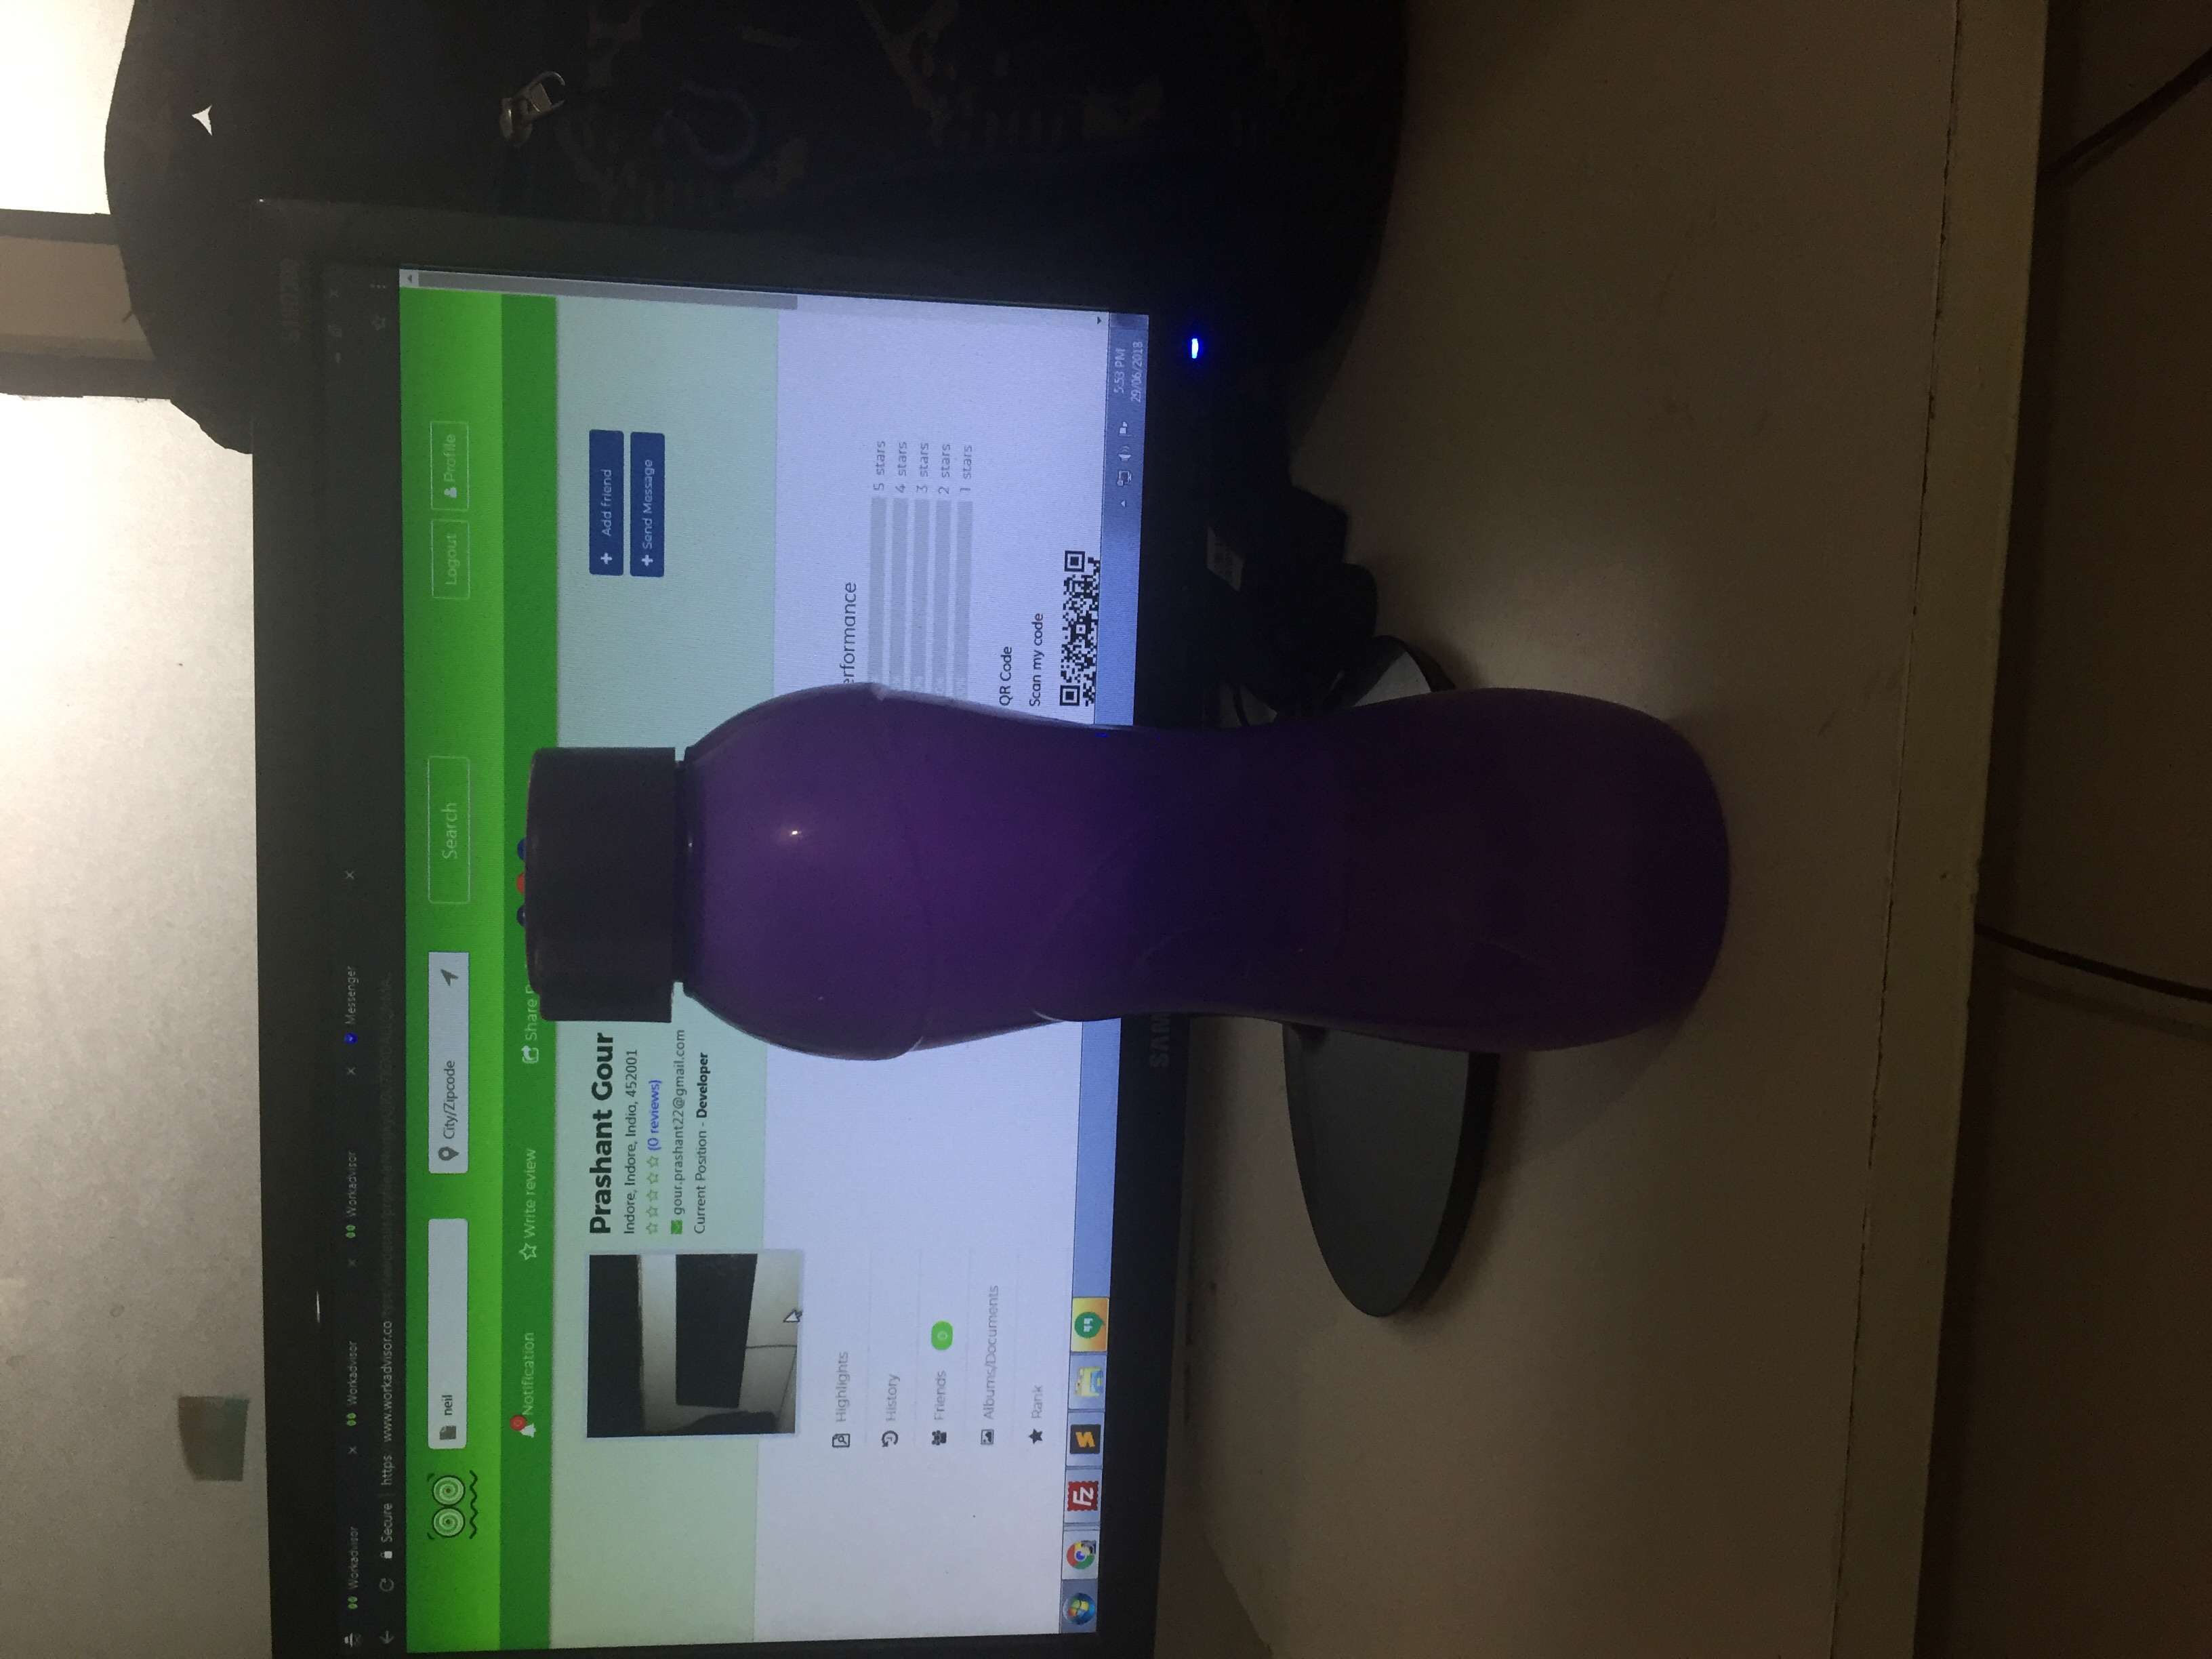 Workadvisor
Workadvisor
Workadvisor
Messenger
Secure
https
www.workadvisor.co
neil
City/Zipcode
Search
Logout
Profile
Notification
Write review
Share
Prashant Gour
Indore, Indore, India, 452001
(0 reviews)
gour.prashant22@gmail.com
Current Position - Developer
Add friend
Send Message
Highlights
History
Friends 0
Albums/Documents
Rank
erformance
5 stars
4 stars
3 stars
2 stars
1 stars
QR Code
Scan my code
Fz
5:53 PM
29/06/2018
SAM